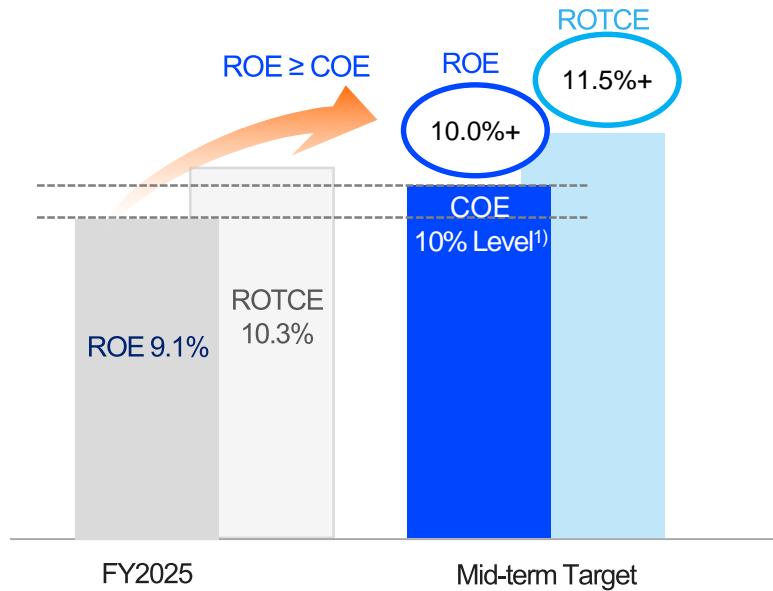 ROTCE
11.5%+
ROE ≥ COE
ROE
10.0%+
COE
10% Level¹⁾
ROTCE
10.3%
ROE 9.1%
FY2025
Mid-term Target